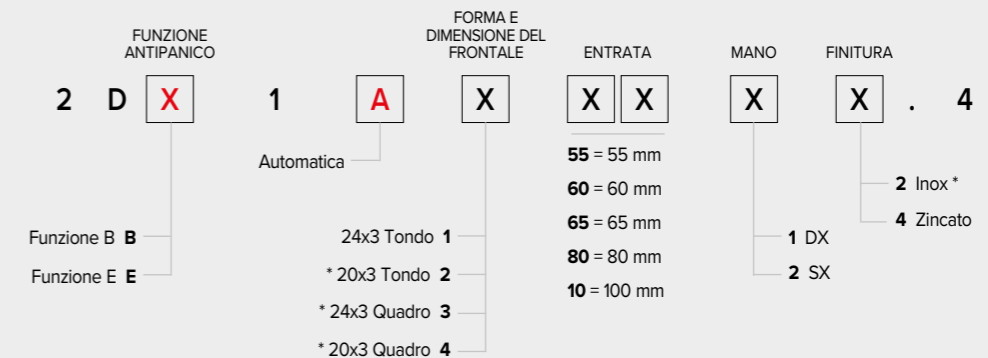 FUNZIONE
ANTIPANICO
FORMA E
DIMENSIONE DEL
FRONTALE
ENTRATA
MANO
FINITURA
2 D X 1 A X X X X X . 4
Automatica
Funzione B B
Funzione E E
24x3 Tondo 1
* 20x3 Tondo 2
* 24x3 Quadro 3
* 20x3 Quadro 4
55 = 55 mm
60 = 60 mm
65 = 65 mm
80 = 80 mm
10 = 100 mm
1 DX
2 SX
2 Inox *
4 Zincato